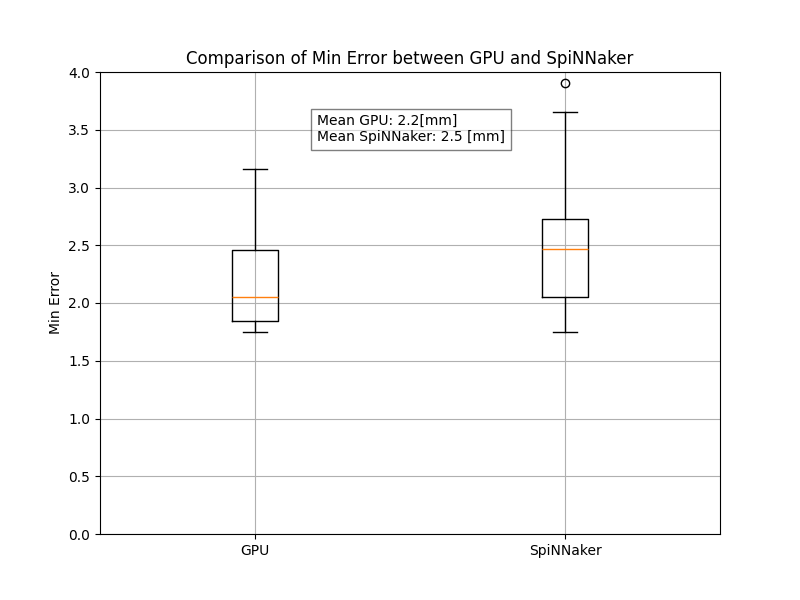 Comparison of Min Error between GPU and SpiNNaker
4.0
Mean GPU: 2.2[mm]
Mean SpiNNaker: 2.5 [mm]
3.5
3.0
2.5
Min Error
2.0
1.5
1.0
0.5
0.0
GPU
SpiNNaker